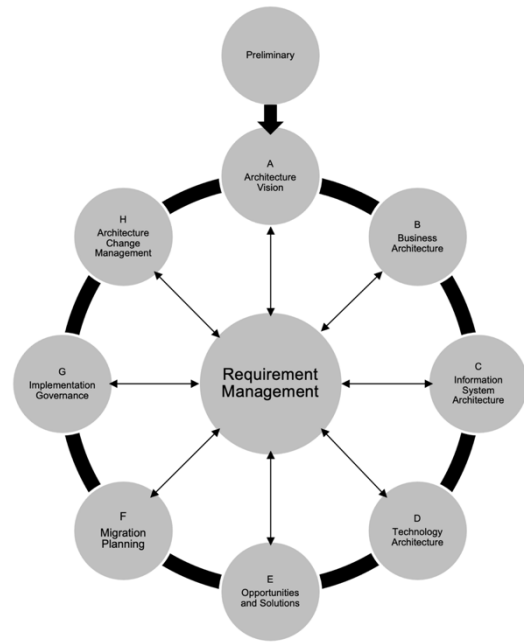 Preliminary
A
Architecture
Vision
B
Business
Architecture
C
Information
System
Architecture
D
Technology
Architecture
E
Opportunities
and Solutions
F
Migration
Planning
G
Implementation
Governance
H
Architecture
Change
Management
Requirement
Management